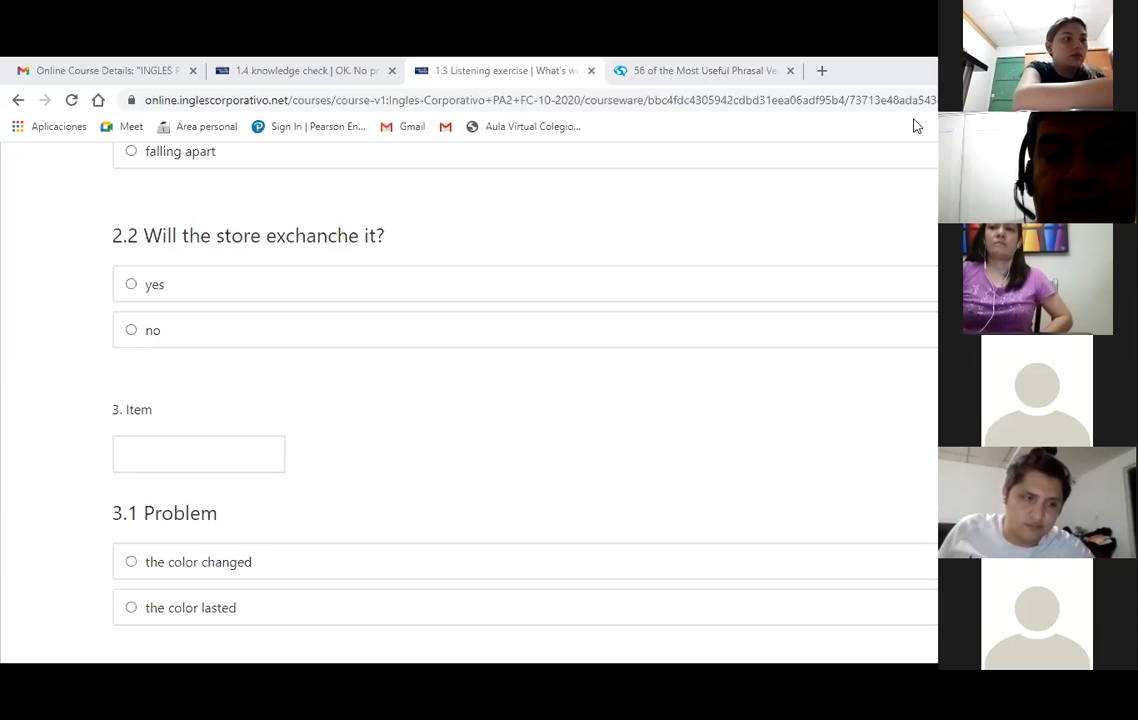 Online Course Details: "INGLES F
1.4 knowledge check | OK. No pr
1.3 Listening exercise | What's w
56 of the Most Useful Phrasal Ve
online.inglescorporativo.net/courses/course-v1:Ingles-Corporativo+PA2+FC-10-2020/courseware/bbc4fdc4305942cdbd31eea06adf95b4/73713e48ada543
Aplicaciones
Meet
Área personal
Sign In | Pearson En...
Gmail
Aula Virtual Colegio...
falling apart
2.2 Will the store exchanche it?
yes
no
3. Item
3.1 Problem
the color changed
the color lasted